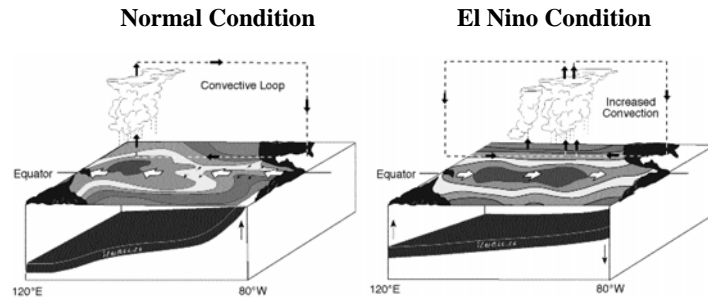 Normal Condition
El Nino Condition
Convective Loop
Increased
Convection
Equator
Equator
120°E
80°W
120°E
80°W